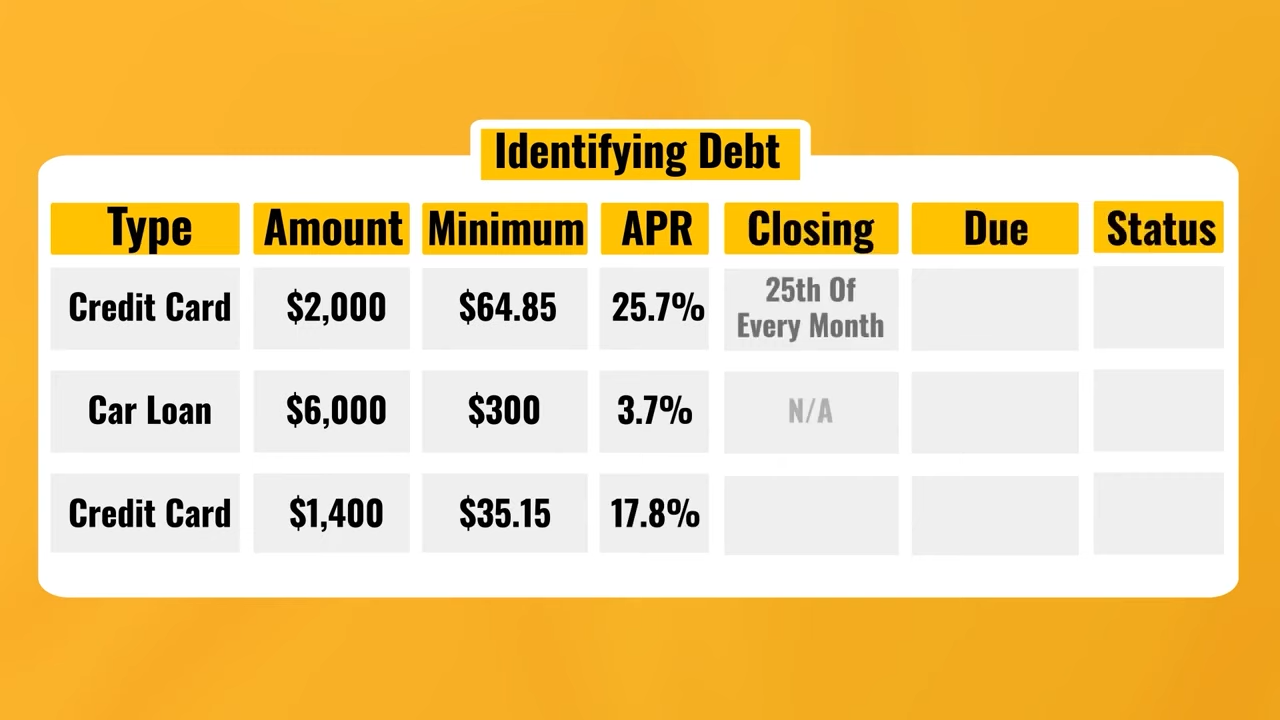 Identifying Debt
Type Amount Minimum APR Closing Due Status
Credit Card $2,000 $64.85 25.7% 25th Of
Every Month
Car Loan $6,000 $300 3.7% N/A
Credit Card $1,400 $35.15 17.8%